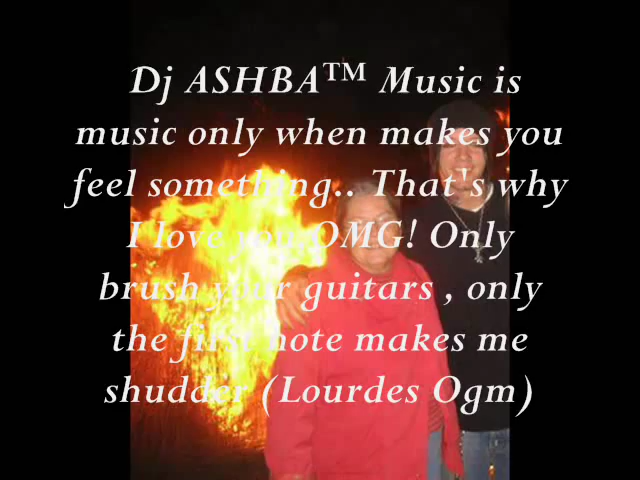 Dj ASHBA™ Music is
music only when makes you
feel something.. That's why
I love you OMG! Only
brush your guitars , only
the first note makes me
shudder (Lourdes Ogm)